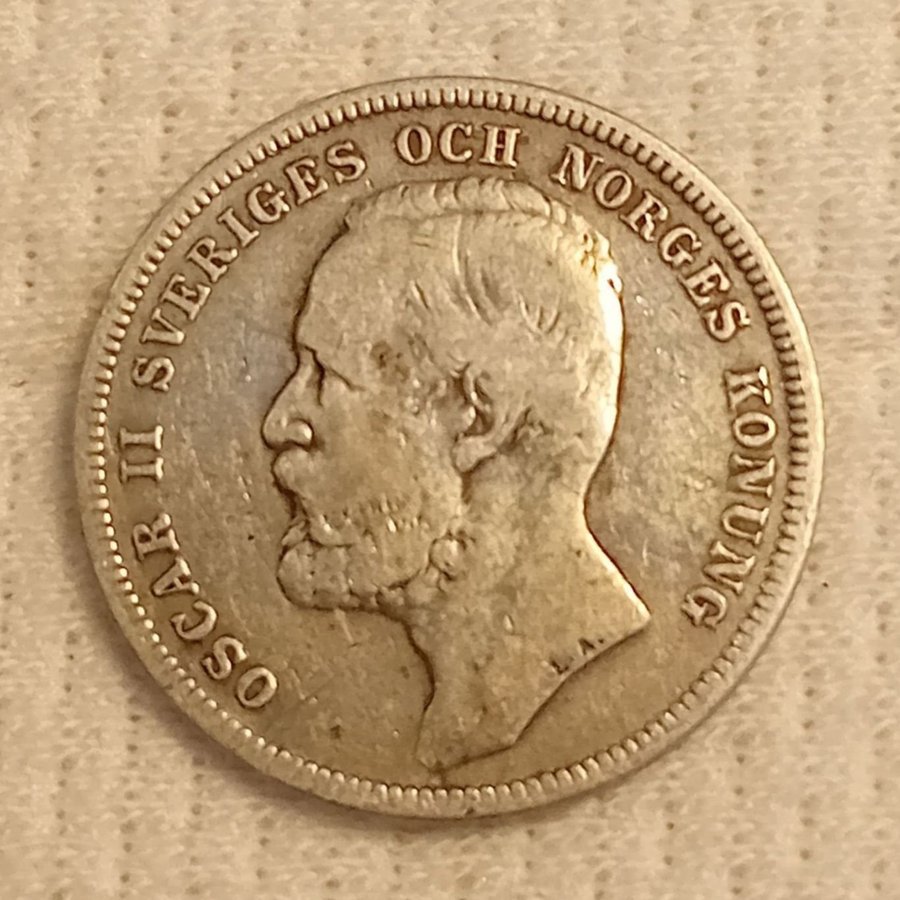 OSCAR II SVERIGES OCH NORGES KONUNG
L. A.